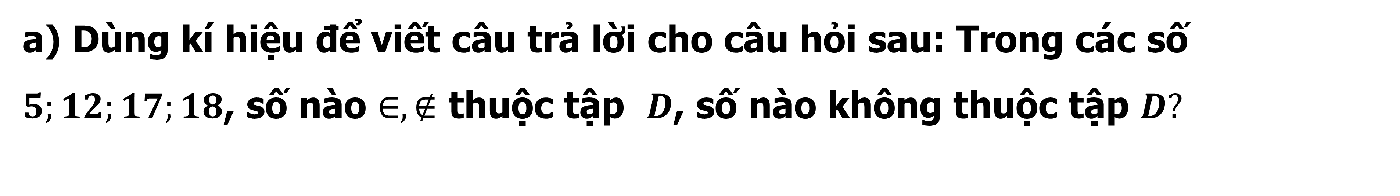 a) Dùng kí hiệu để viết câu trả lời cho câu hỏi sau: Trong các số
5; 12; 17; 18, số nào ∈, ∉ thuộc tập D, số nào không thuộc tập D?